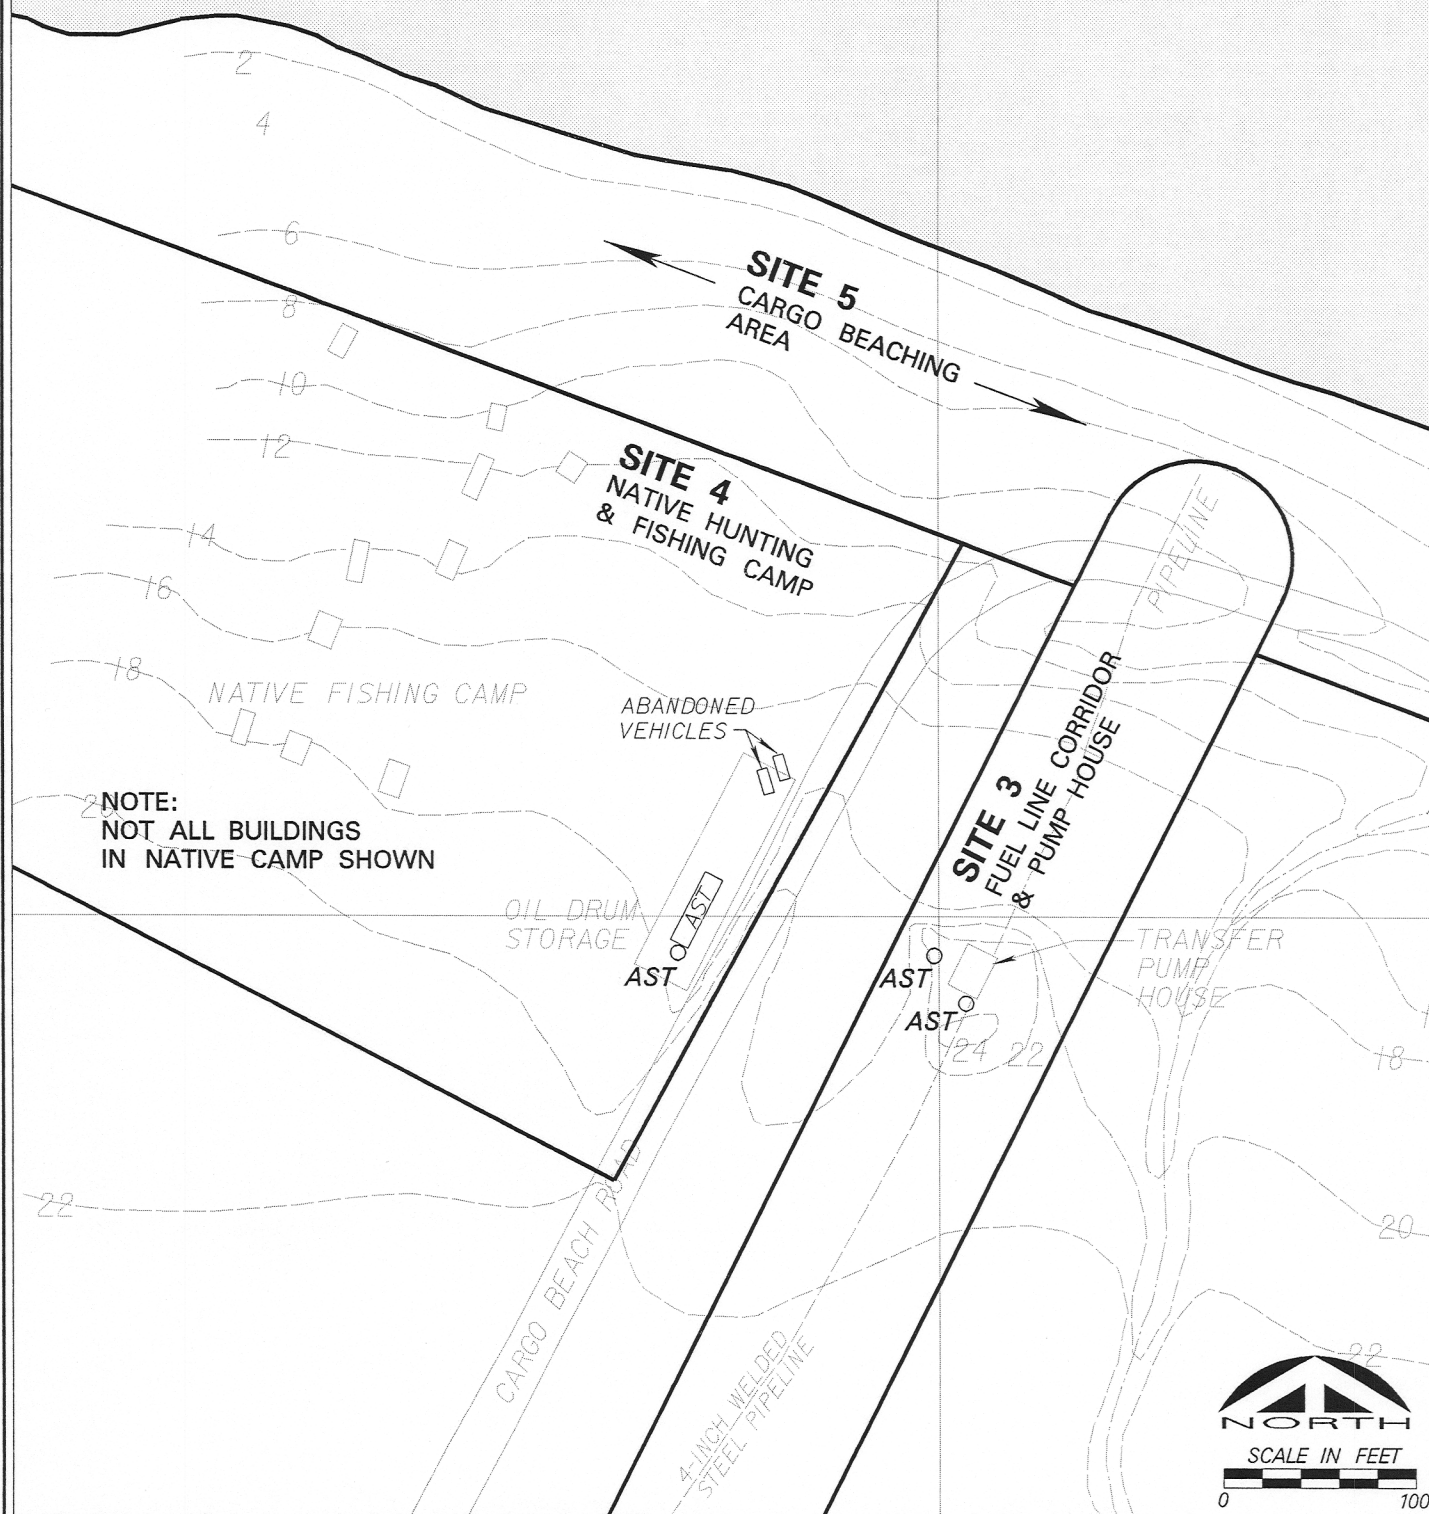 2
4
6
8
10
12
14
16
18
SITE 5
CARGO BEACHING
AREA
SITE 4
NATIVE HUNTING
& FISHING CAMP
PIPELINE
NATIVE FISHING CAMP
ABANDONED
VEHICLES
SITE 3
FUEL LINE CORRIDOR
& PUMP HOUSE
NOTE:
NOT ALL BUILDINGS
IN NATIVE CAMP SHOWN
OIL DRUM
STORAGE
AST
AST
AST
AST
TRANSFER
PUMP
HOUSE
24
22
18
22
CARGO BEACH ROAD
20
22
4-INCH WELDED
STEEL PIPELINE
NORTH
SCALE IN FEET
0
100